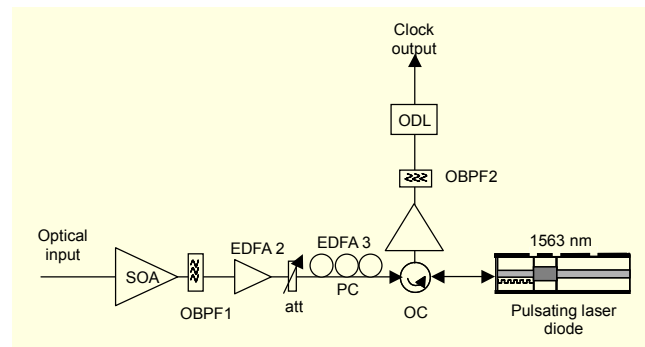 Clock
output
ODL
OBPF2
Optical
input
SOA
OBPF1
EDFA 2
att
EDFA 3
PC
OC
1563 nm
Pulsating laser
diode